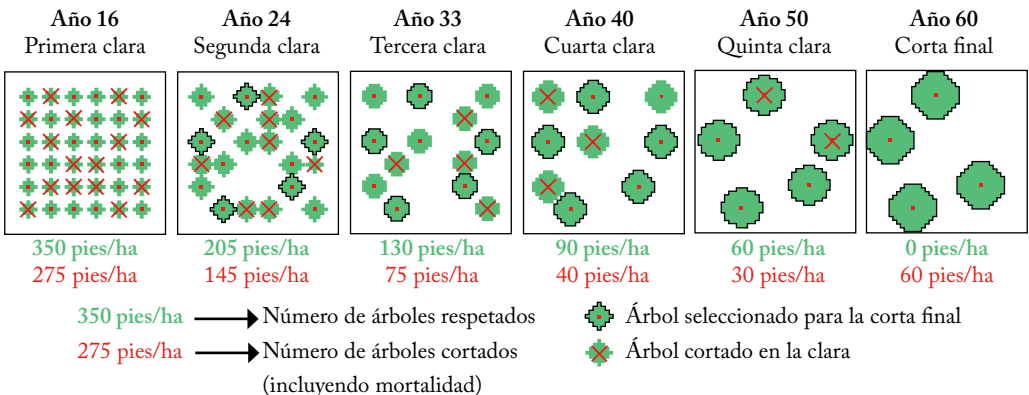 Año 16 Año 24 Año 33 Año 40 Año 50 Año 60
Primera clara Segunda clara Tercera clara Cuarta clara Quinta clara Corta final
350 pies/ha 205 pies/ha 130 pies/ha 90 pies/ha 60 pies/ha 0 pies/ha
275 pies/ha 145 pies/ha 75 pies/ha 40 pies/ha 30 pies/ha 60 pies/ha
350 pies/ha Número de árboles respetados Árbol seleccionado para la corta final
275 pies/ha Número de árboles cortados Árbol cortado en la clara
(incluyendo mortalidad)